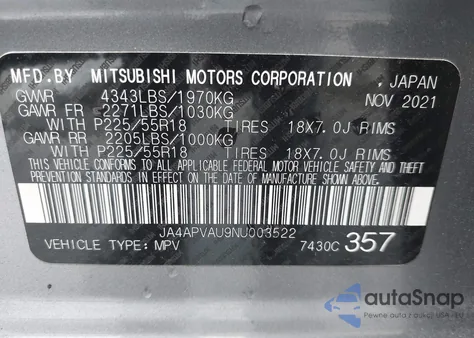 MFD.BY MITSUBISHI MOTORS CORPORATION , JAPAN
GVWR 4343LBS/1970KG NOV 2021
GAWR FR 2271LBS/1030KG
WITH P225/55R18 TIRES 18X7.0J RIMS
GAWR RR 2205LBS/1000KG
WITH P225/55R18 TIRES 18X7.0J RIMS
THIS VEHICLE CONFORMS TO ALL APPLICABLE FEDERAL MOTOR VEHICLE SAFETY AND THEFT
PREVENTION STANDARDS IN EFFECT ON THE DATE OF MANUFACTURE SHOWN ABOVE.
JA4APVAU9NU003522
VEHICLE TYPE: MPV 7430C 357
autoSnap
Pewne auta z USA